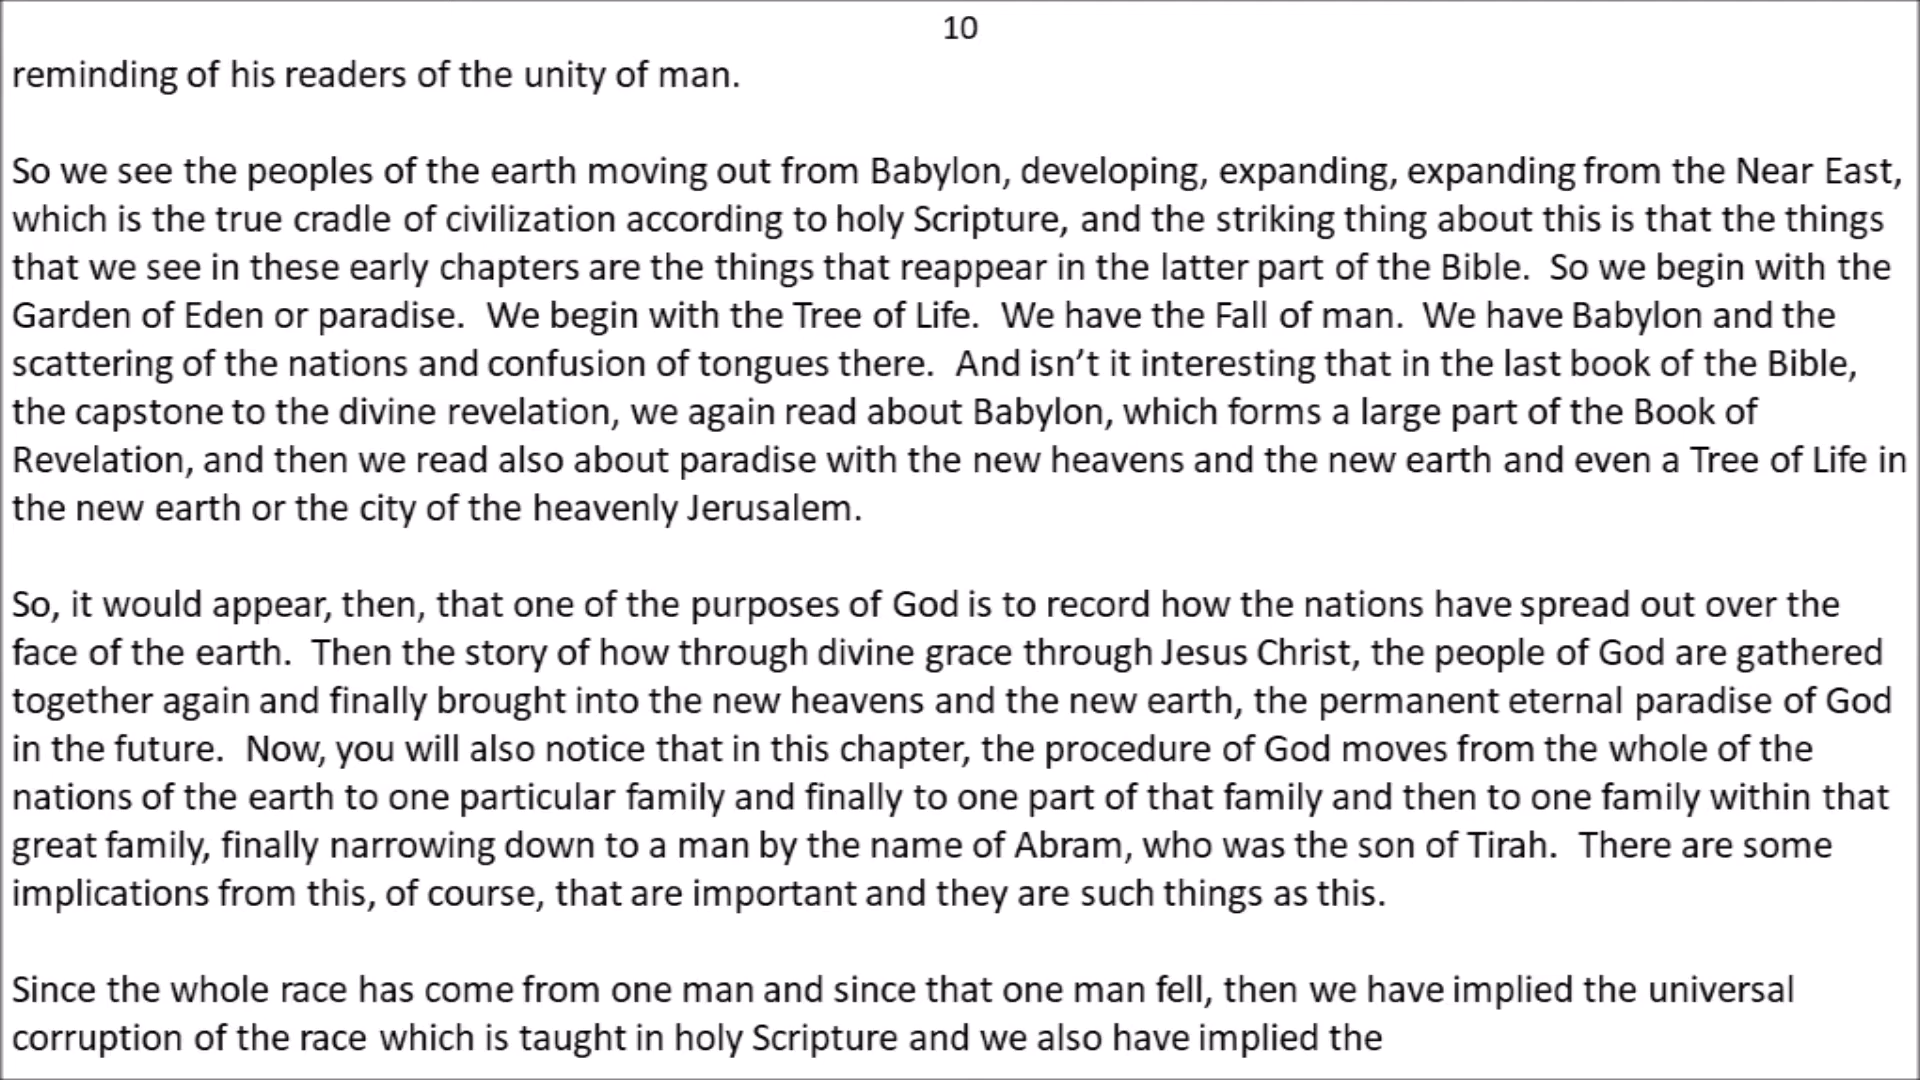 10
reminding of his readers of the unity of man.
So we see the peoples of the earth moving out from Babylon, developing, expanding, expanding from the Near East,
which is the true cradle of civilization according to holy Scripture, and the striking thing about this is that the things
that we see in these early chapters are the things that reappear in the latter part of the Bible.  So we begin with the
Garden of Eden or paradise.  We begin with the Tree of Life.  We have the Fall of man.  We have Babylon and the
scattering of the nations and confusion of tongues there.  And isn’t it interesting that in the last book of the Bible,
the capstone to the divine revelation, we again read about Babylon, which forms a large part of the Book of
Revelation, and then we read also about paradise with the new heavens and the new earth and even a Tree of Life in
the new earth or the city of the heavenly Jerusalem.
So, it would appear, then, that one of the purposes of God is to record how the nations have spread out over the
face of the earth.  Then the story of how through divine grace through Jesus Christ, the people of God are gathered
together again and finally brought into the new heavens and the new earth, the permanent eternal paradise of God
in the future.  Now, you will also notice that in this chapter, the procedure of God moves from the whole of the
nations of the earth to one particular family and finally to one part of that family and then to one family within that
great family, finally narrowing down to a man by the name of Abram, who was the son of Tirah.  There are some
implications from this, of course, that are important and they are such things as this.
Since the whole race has come from one man and since that one man fell, then we have implied the universal
corruption of the race which is taught in holy Scripture and we also have implied the